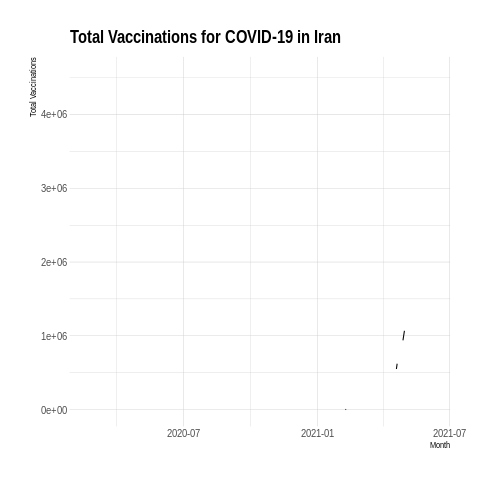 Total Vaccinations for COVID-19 in Iran
Total Vaccinations
4e+06
3e+06
2e+06
1e+06
0e+00
2020-07
2021-01
2021-07
Month